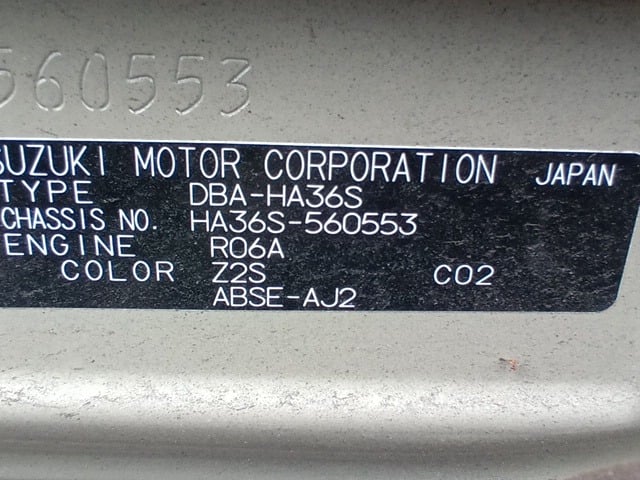 560553
SUZUKI MOTOR CORPORATION JAPAN
TYPE DBA-HA36S
CHASSIS NO. HA36S-560553
ENGINE R06A
COLOR Z2S C02
ABSE-AJ2